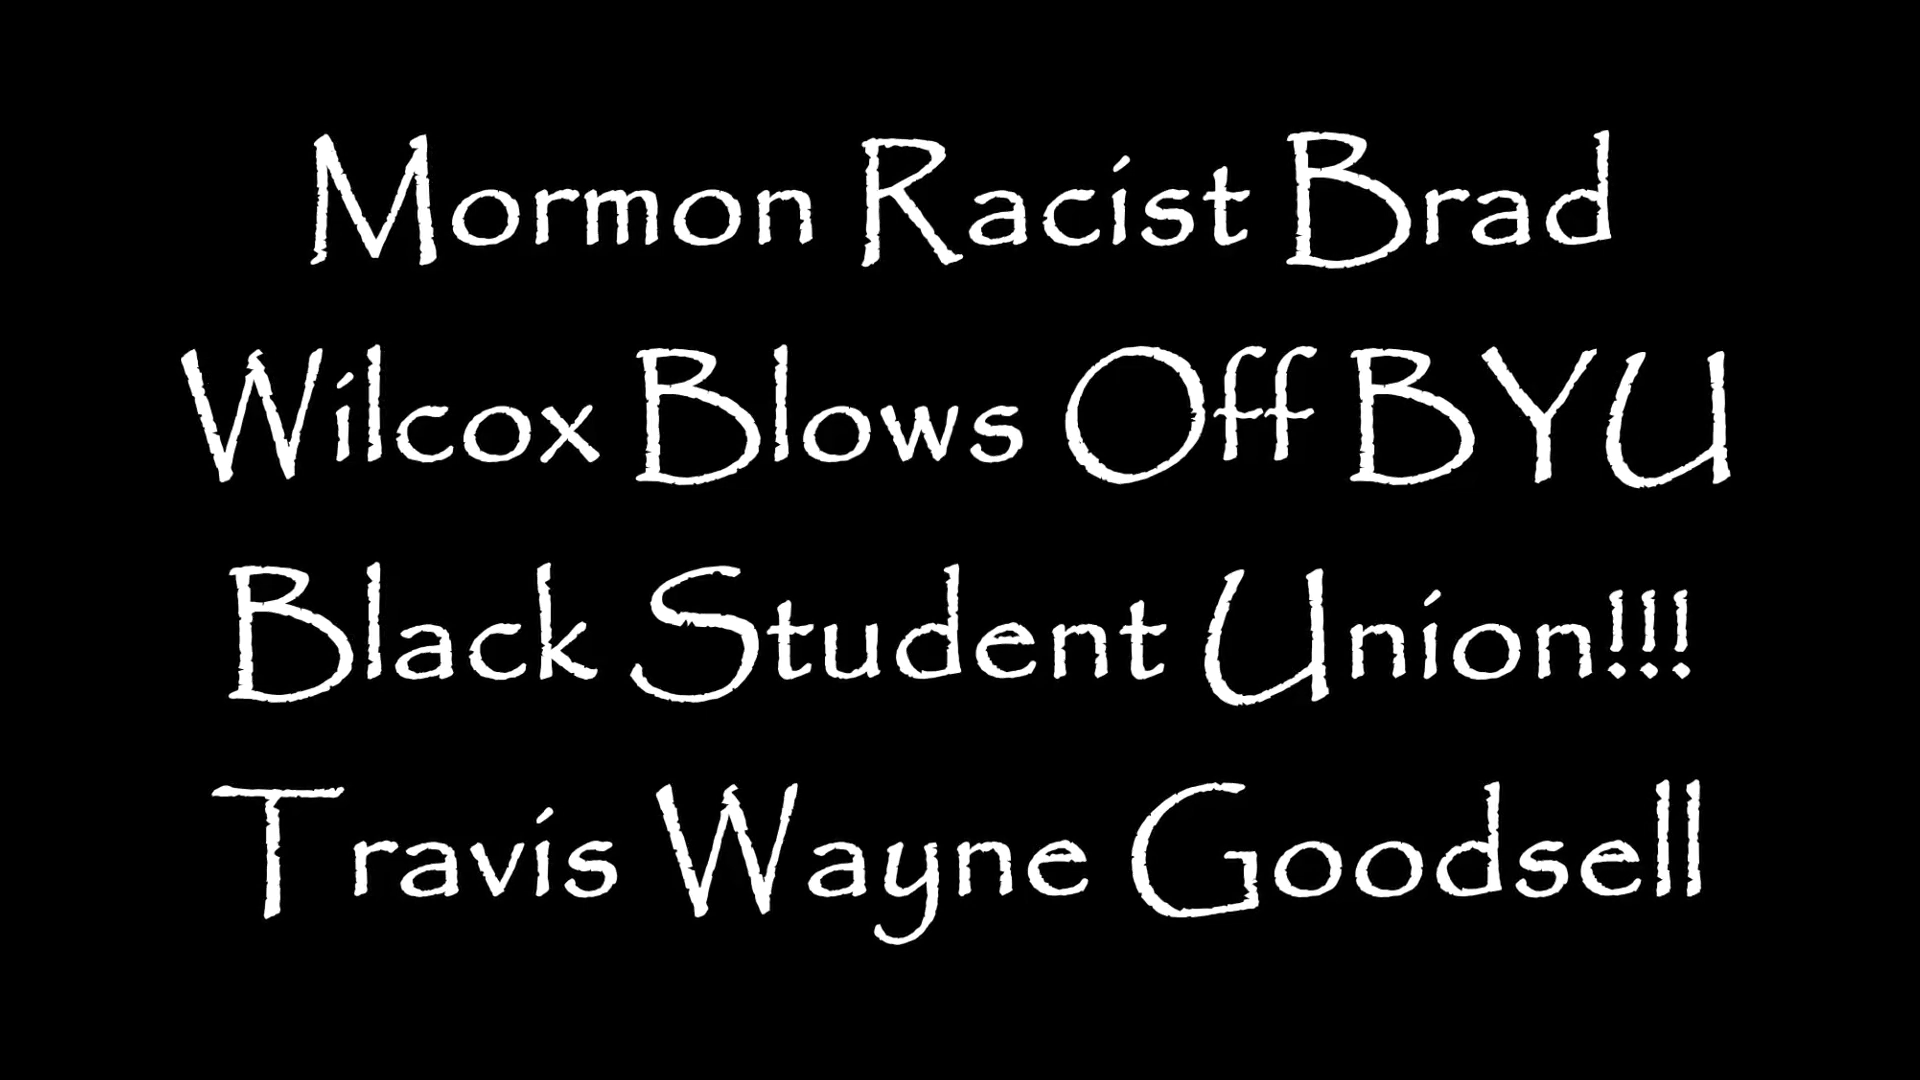 Mormon Racist Brad
Wilcox Blows Off BYU
Black Student Union!!!
Travis Wayne Goodsell